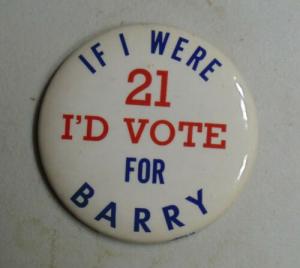 IF I WERE
21
I'D VOTE
FOR
BARRY